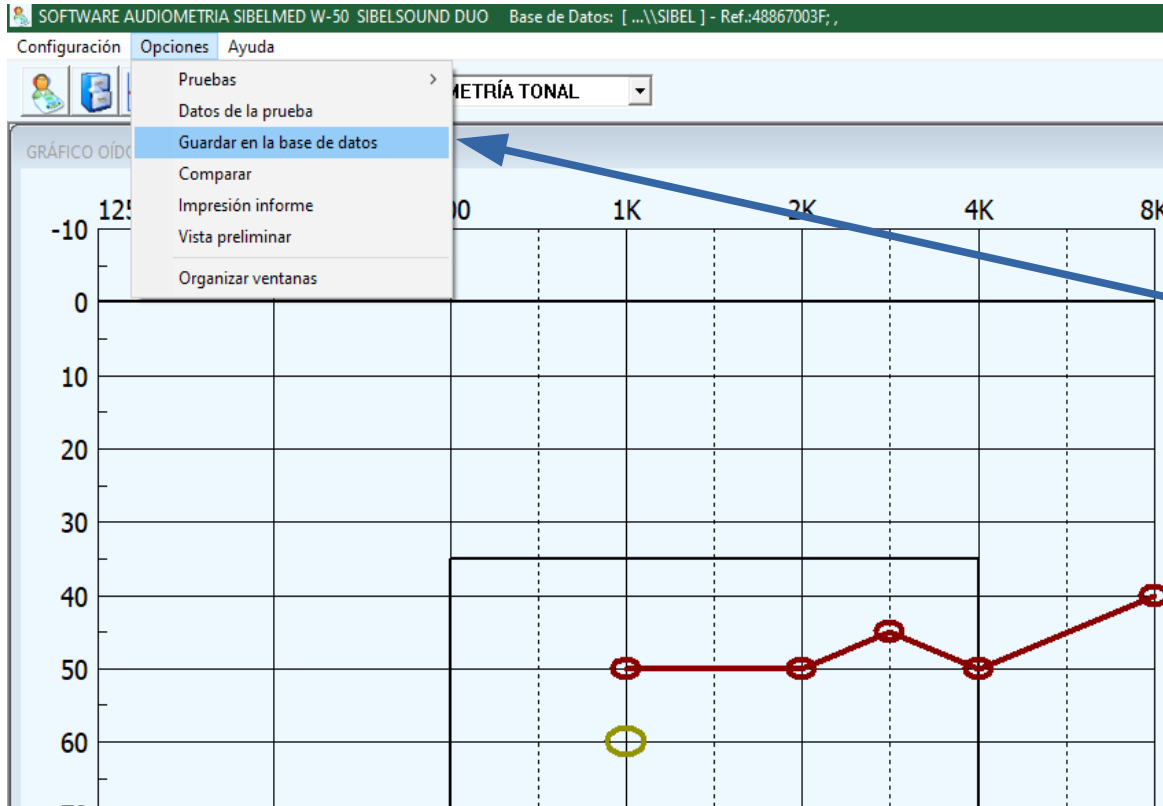 SOFTWARE AUDIOMETRIA SIBELMED W-50 SIBELSOUND DUO Base de Datos: [ ...\\SIBEL ] - Ref.:48867003F; ,
Configuración Opciones Ayuda
Pruebas >
METRÍA TONAL
Datos de la prueba
Guardar en la base de datos
GRÁFICO
Comparar
Impresión informe
Vista preliminar
Organizar ventanas
1K 2K 4K 8K
-10
0
10
20
30
40
50
60